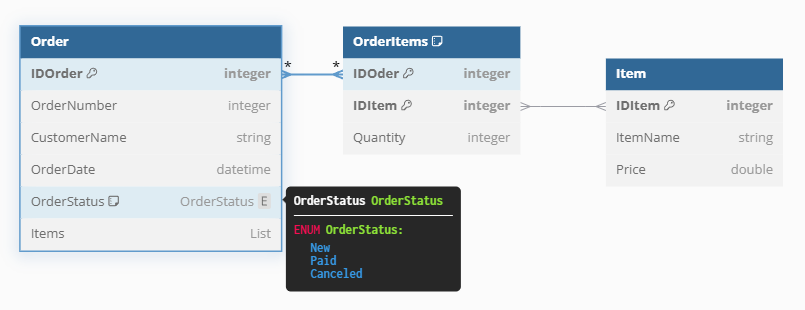 Order
IDOrder integer
OrderNumber integer
CustomerName string
OrderDate datetime
OrderStatus OrderStatus E
Items List
* *
OrderItems
IDOder integer
IDItem integer
Quantity integer
Item
IDItem integer
ItemName string
Price double
OrderStatus OrderStatus
ENUM OrderStatus:
New
Paid
Canceled